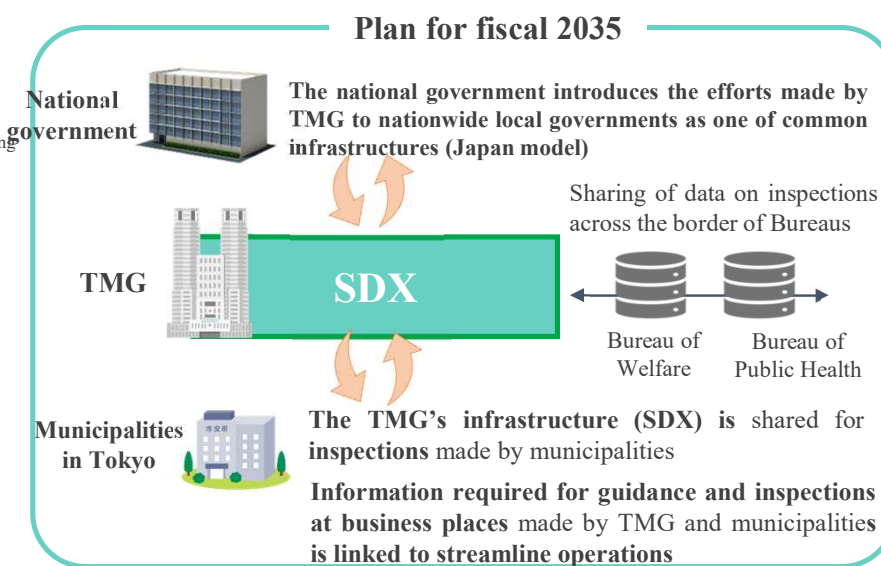 Plan for fiscal 2035
National
government
ng
The national government introduces the efforts made by
TMG to nationwide local governments as one of common
infrastructures (Japan model)
Sharing of data on inspections
across the border of Bureaus
TMG
SDX
Bureau of
Welfare
Bureau of
Public Health
市役所
Municipalities
in Tokyo
The TMG's infrastructure (SDX) is shared for
inspections made by municipalities
Information required for guidance and inspections
at business places made by TMG and municipalities
is linked to streamline operations